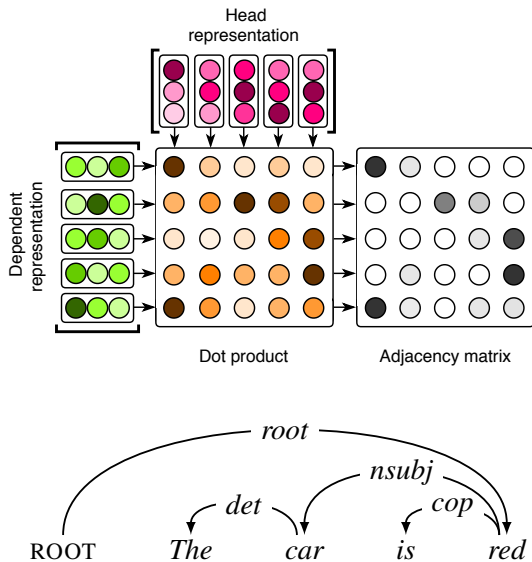 Head
representation
Dependent
representation
Dot product
Adjacency matrix
root
nsubj
det
cop
ROOT The car is red